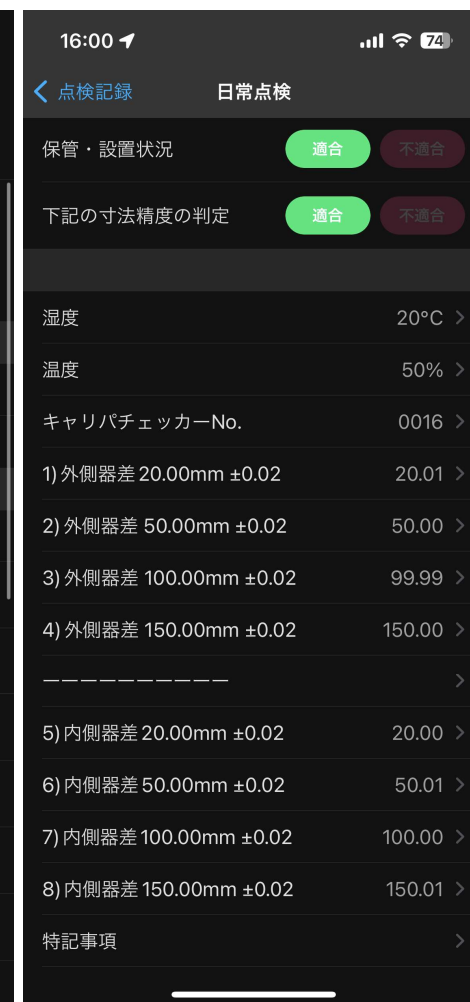 16:00
74
点検記録
日常点検
保管・設置状況 適合 不適合
下記の寸法精度の判定 適合 不適合
湿度 20°C
温度 50%
キャリパチェッカーNo. 0016
1) 外側器差 20.00mm ±0.02 20.01
2) 外側器差 50.00mm ±0.02 50.00
3) 外側器差 100.00mm ±0.02 99.99
4) 外側器差 150.00mm ±0.02 150.00
ーーーーーーーーーー
5) 内側器差 20.00mm ±0.02 20.00
6) 内側器差 50.00mm ±0.02 50.01
7) 内側器差 100.00mm ±0.02 100.00
8) 内側器差 150.00mm ±0.02 150.01
特記事項